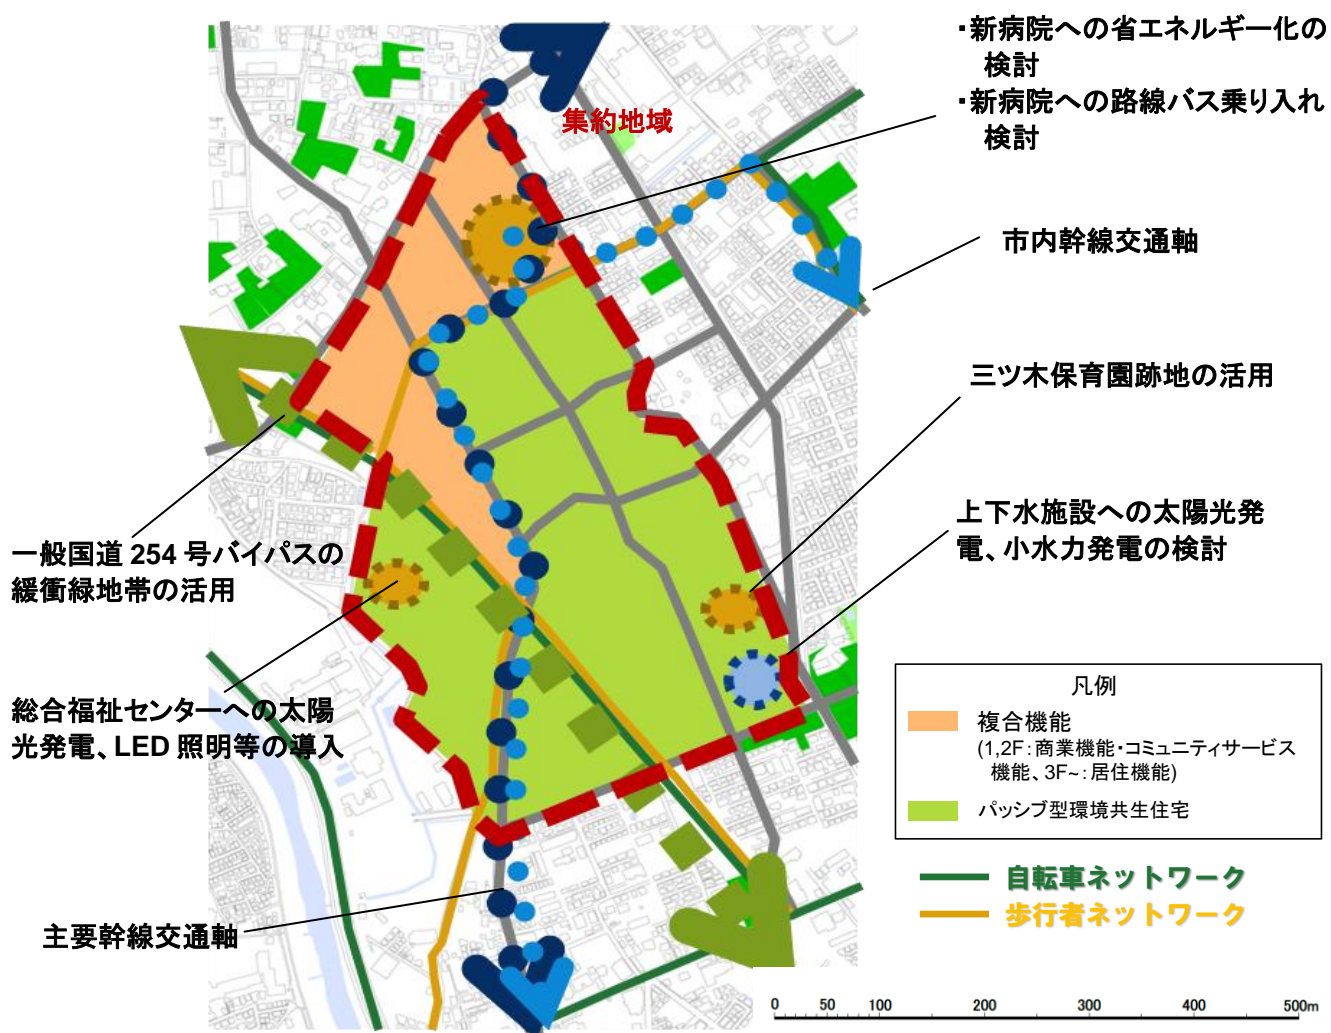 ・新病院への省エネルギー化の
検討
・新病院への路線バス乗り入れ
検討
集約地域
市内幹線交通軸
三ツ木保育園跡地の活用
上下水施設への太陽光発
電、小水力発電の検討
一般国道 254 号バイパスの
緩衝緑地帯の活用
総合福祉センターへの太陽
光発電、LED 照明等の導入
主要幹線交通軸
凡例
複合機能
(1,2F:商業機能・コミュニティサービス
機能、3F~:居住機能)
パッシブ型環境共生住宅
自転車ネットワーク
歩行者ネットワーク
0 50 100 200 300 400 500m